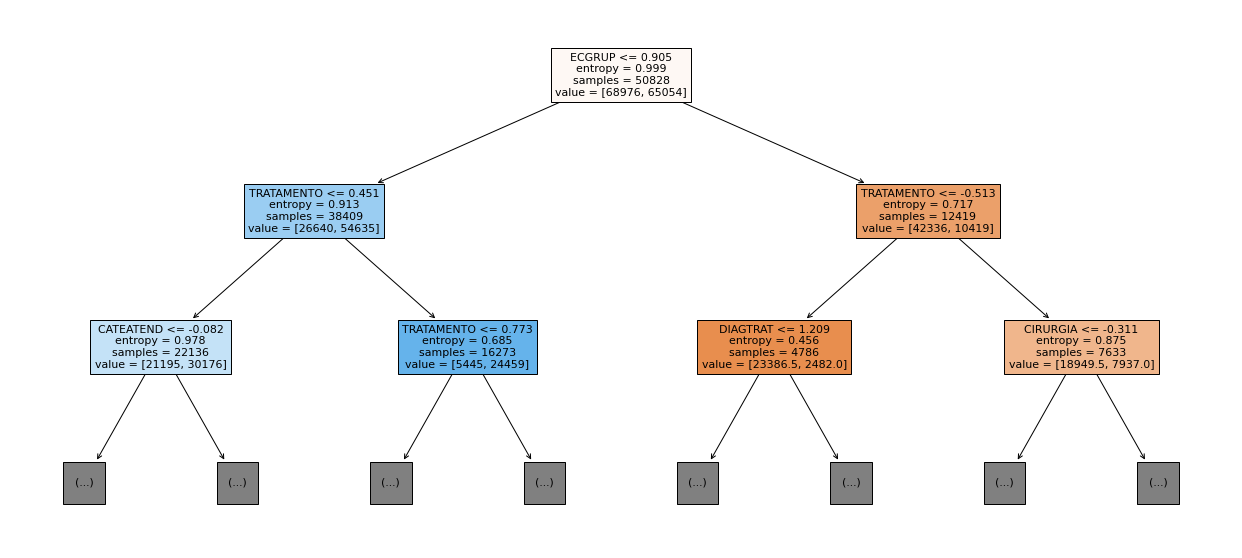 ECGRUP <= 0.905
entropy = 0.999
samples = 50828
value = [68976, 65054]
TRATAMENTO <= 0.451
entropy = 0.913
samples = 38409
value = [26640, 54635]
TRATAMENTO <= -0.513
entropy = 0.717
samples = 12419
value = [42336, 10419]
CATEATEND <= -0.082
entropy = 0.978
samples = 22136
value = [21195, 30176]
TRATAMENTO <= 0.773
entropy = 0.685
samples = 16273
value = [5445, 24459]
DIAGTRAT <= 1.209
entropy = 0.456
samples = 4786
value = [23386.5, 2482.0]
CIRURGIA <= -0.311
entropy = 0.875
samples = 7633
value = [18949.5, 7937.0]
(...)
(...)
(...)
(...)
(...)
(...)
(...)
(...)